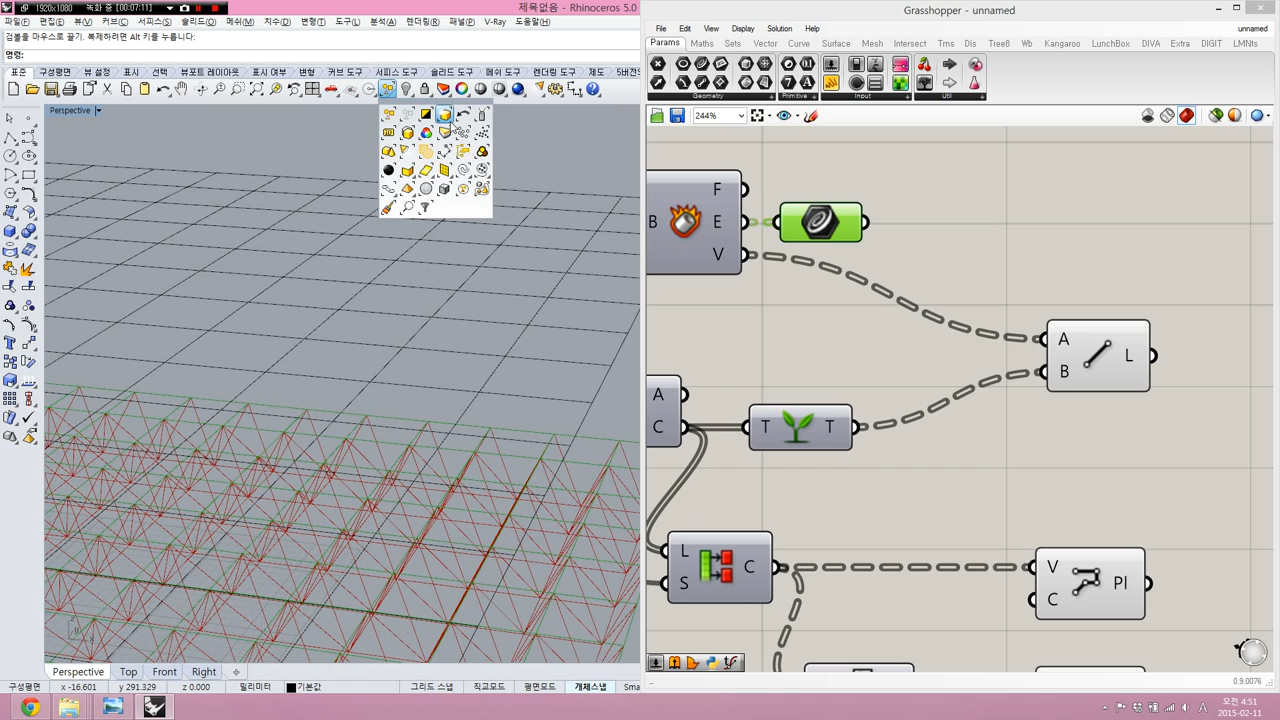 1920x1080 녹화 중 [00:07:11]
제목없음 - Rhinoceros 5.0
파일(F) 편집(E) 뷰(V) 커브(C) 서피스(S) 솔리드(O) 메쉬(M) 치수(D) 변형(T) 도구(L) 분석(A) 렌더링(R) 패널(P) V-Ray 도움말(H)
검볼을 마우스로 끌기. 복제하려면 Alt 키를 누릅니다:
명령:
표준 구성평면 뷰 설정 표시 선택 뷰포트 레이아웃 표시 여부 변형 커브 도구 서피스 도구 솔리드 도구 메쉬 도구 렌더링 도구 제도
Perspective
Perspective Top Front Right
구성평면 x -16.601 y 291.329 z 0.000 밀리미터 기본값 그리드 스냅 직교모드 평면모드 개체스냅 Sma
Grasshopper - unnamed
File Edit View Display Solution Help
unnamed
Params Maths Sets Vector Curve Surface Mesh Intersect Trns Dis Tree8 Wb Kangaroo LunchBox DIVA Extra DIGIT LMNts
Geometry Primitive Input Util
244%
B F E V
A B L
A C
T T
L S C
V C Pl
0.9.0076
A
오전 4:51
2015-02-11